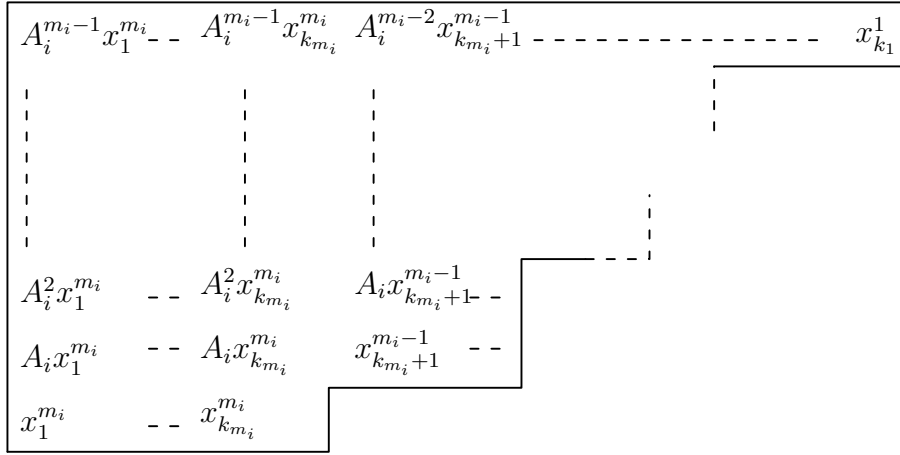 $A_i^{m_i-1}x_1^{m_i}$ -- $A_i^{m_i-1}x_{k_{m_i}}^{m_i}$ $A_i^{m_i-2}x_{k_{m_i}+1}^{m_i-1}$ ---------- $x_{k_1}^1$
$A_i^2x_1^{m_i}$ -- $A_i^2x_{k_{m_i}}^{m_i}$ $A_ix_{k_{m_i}+1}^{m_i-1}$ --
$A_ix_1^{m_i}$ -- $A_ix_{k_{m_i}}^{m_i}$ $x_{k_{m_i}+1}^{m_i-1}$ --
$x_1^{m_i}$ -- $x_{k_{m_i}}^{m_i}$